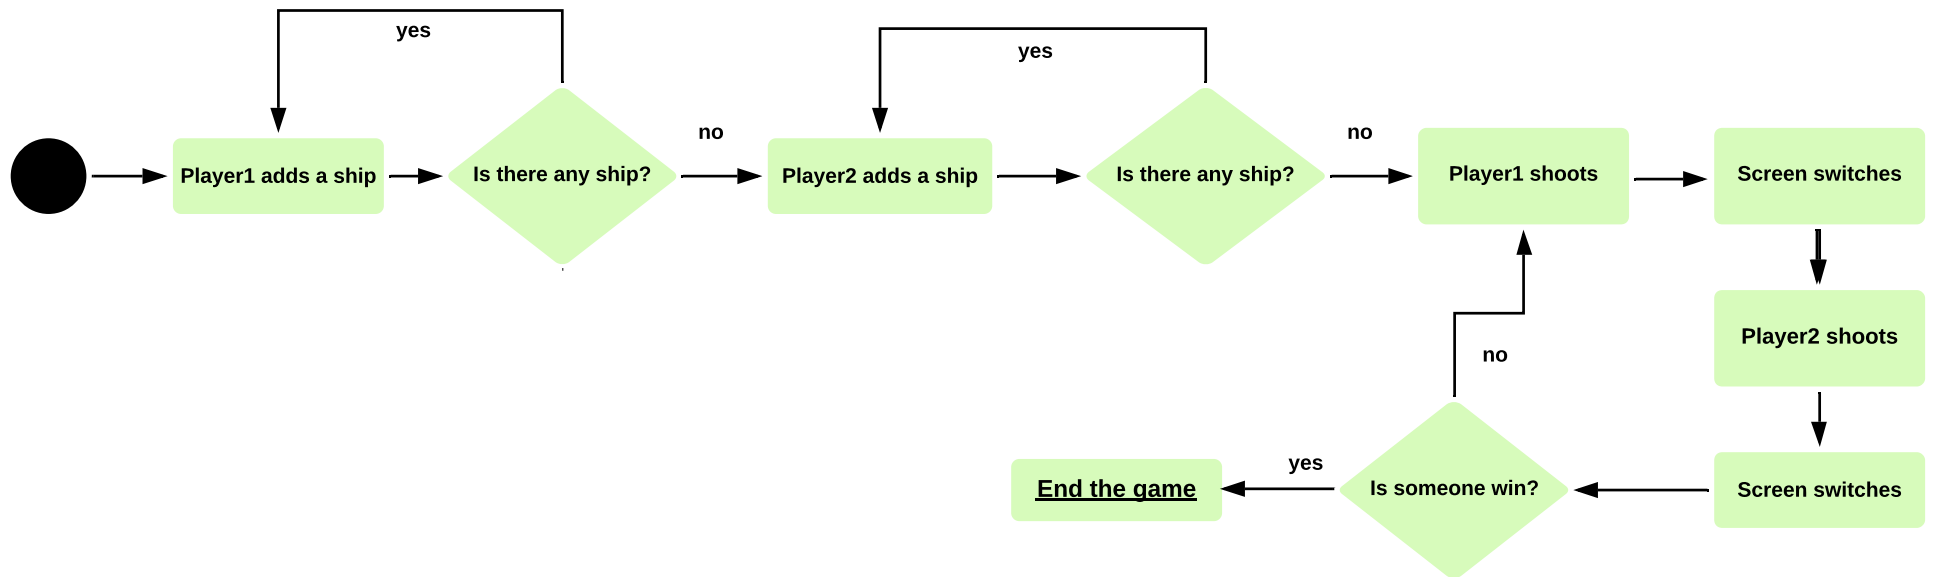 yes
yes
no
no
Player1 adds a ship
Is there any ship?
Player2 adds a ship
Is there any ship?
Player1 shoots
Screen switches
Player2 shoots
no
yes
End the game
Is someone win?
Screen switches